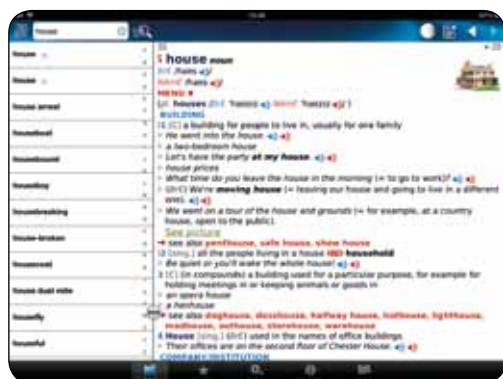 house
house
house
house arrest
houseboat
housebound
houseboy
housebreaking
house-broken
housecoat
house dust mite
housefly
houseful
house noun
BrE /haʊs
NAmE /haʊs
MENU ▼
(pl. houses BrE /ˈhaʊzɪz NAmE /ˈhaʊzɪz )
BUILDING
1 [C] a building for people to live in, usually for one family
He went into the house.
a two-bedroom house
Let's have the party at my house.
house prices
What time do you leave the house in the morning (= to go to work)?
(BrE) We're moving house (= leaving our house and going to live in a different
one).
We went on a tour of the house and grounds (= for example, at a country
house, open to the public).
See picture
➔ see also penthouse, safe house, show house
2 [sing.] all the people living in a house household
Be quiet or you'll wake the whole house!
3 [C] (in compounds) a building used for a particular purpose, for example for
holding meetings in or keeping animals or goods in
an opera house
a henhouse
➔ see also doghouse, dosshouse, halfway house, hothouse, lighthouse,
madhouse, outhouse, storehouse, warehouse
4 House [sing.] (BrE) used in the names of office buildings
Their offices are on the second floor of Chester House.
COMPANY/INSTITUTION